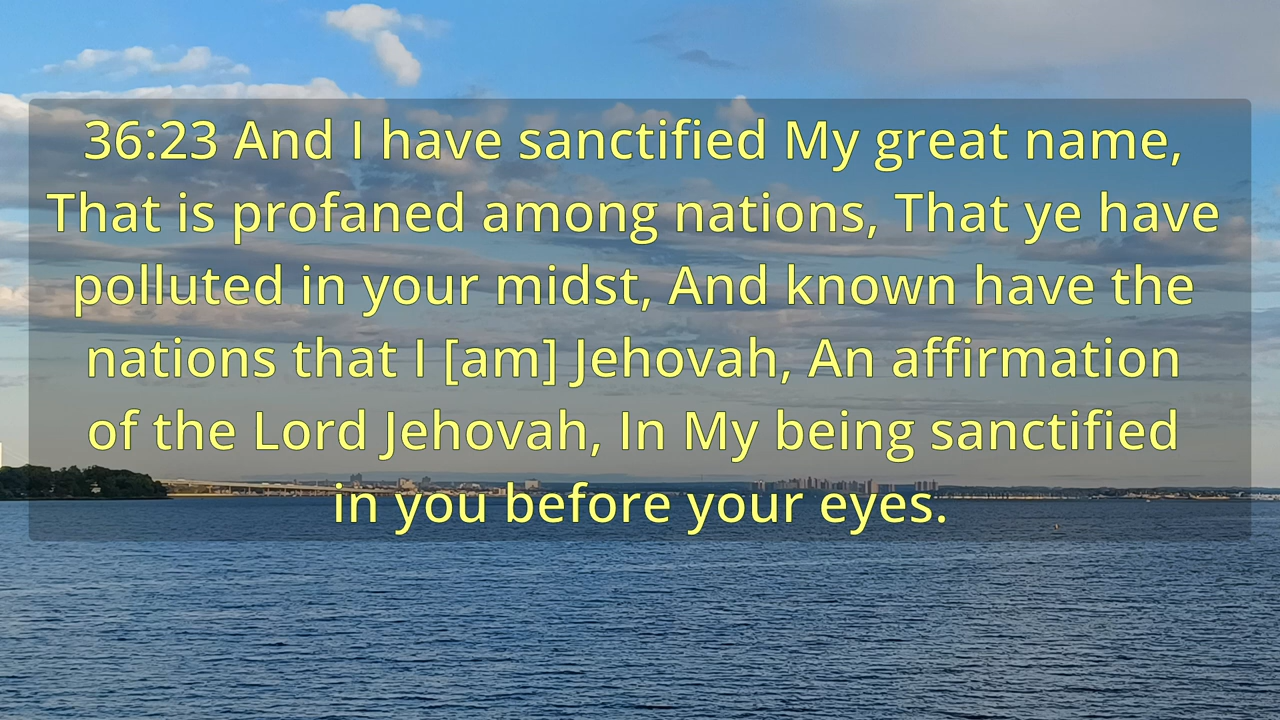 36:23 And I have sanctified My great name,
That is profaned among nations, That ye have
polluted in your midst, And known have the
nations that I [am] Jehovah, An affirmation
of the Lord Jehovah, In My being sanctified
in you before your eyes.